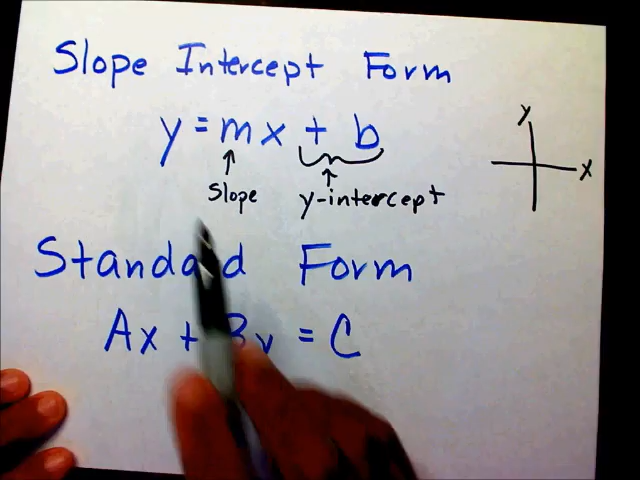 Slope Intercept Form
y = mx + b
Slope
y-intercept
y
x
Standard Form
Ax + By = C